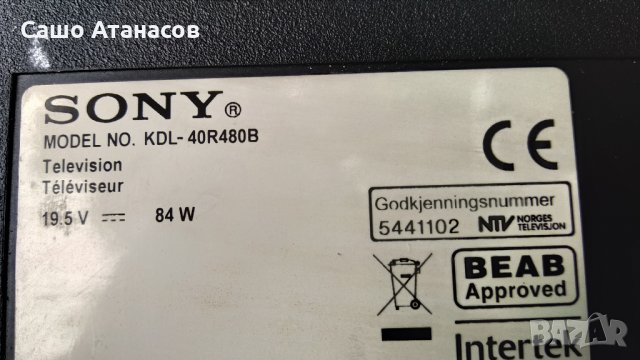 Сашо Атанасов
SONY®
MODEL NO. KDL-40R480B
Television
Téléviseur
19.5 V 84 W
CE
Godkjenningsnummer
5441102 NTV NORGES TELEVISJON
BEAB
Approved
Intertek
BAZAR